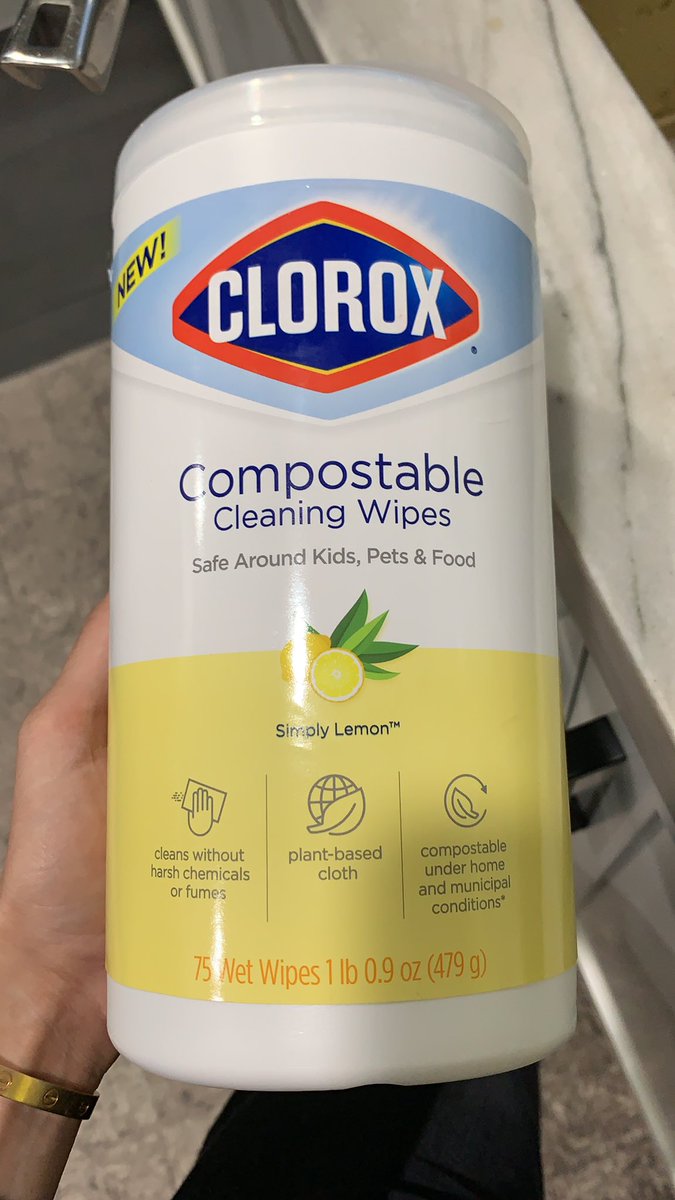 NEW!
CLOROX
Compostable
Cleaning Wipes
Safe Around Kids, Pets & Food
Simply Lemon™
cleans without
harsh chemicals
or fumes
plant-based
cloth
compostable
under home
and municipal
conditions*
75 Wet Wipes 1 lb 0.9 oz (479 g)